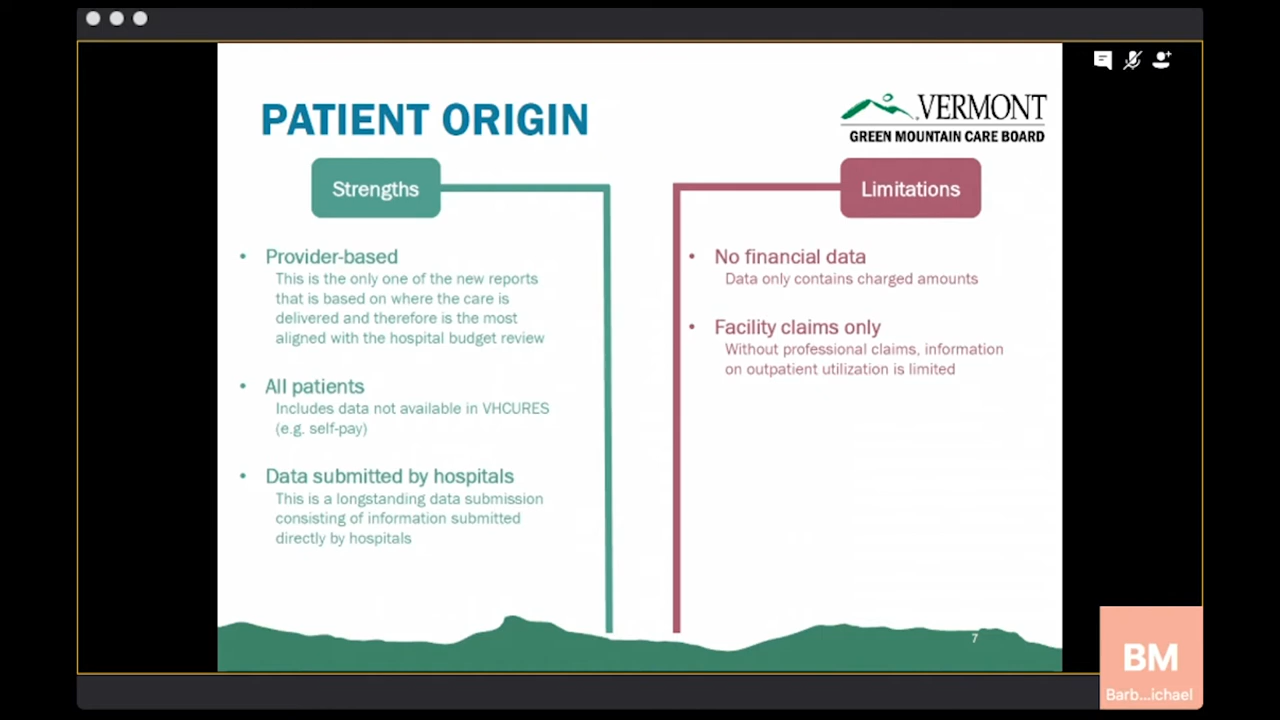 PATIENT ORIGIN
VERMONT
GREEN MOUNTAIN CARE BOARD
Strengths
• Provider-based
This is the only one of the new reports
that is based on where the care is
delivered and therefore is the most
aligned with the hospital budget review
• All patients
Includes data not available in VHCURES
(e.g. self-pay)
• Data submitted by hospitals
This is a longstanding data submission
consisting of information submitted
directly by hospitals
Limitations
• No financial data
Data only contains charged amounts
• Facility claims only
Without professional claims, information
on outpatient utilization is limited
7
BM
Barb...ichael